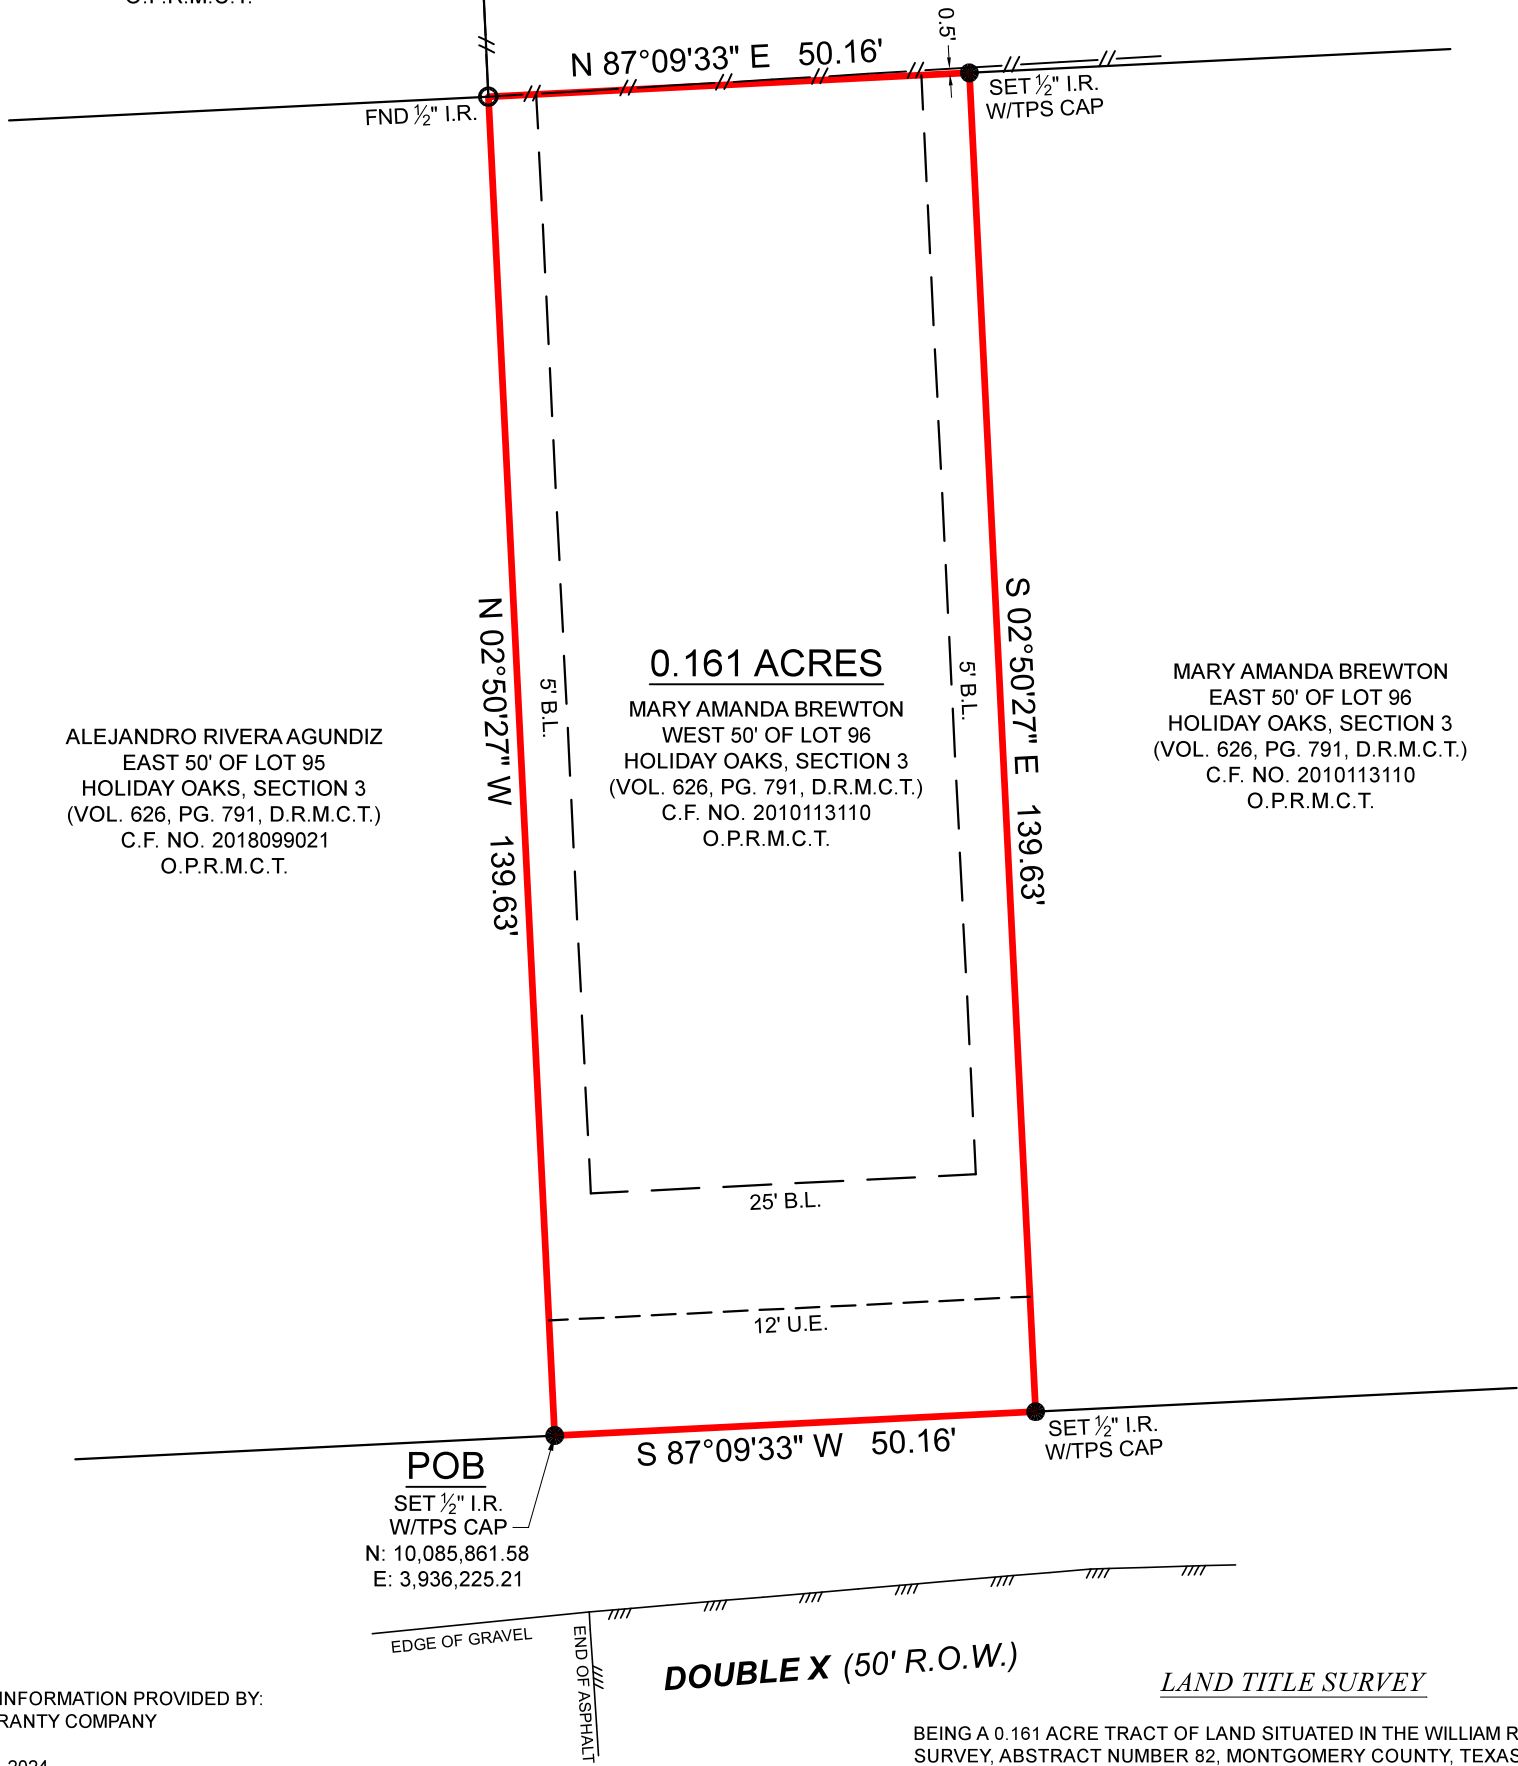 O.P.R.M.C.T.
0.5'
N 87°09'33" E 50.16'
FND ½" I.R.
SET ½" I.R.
W/TPS CAP
N 02°50'27" W 139.63'
5' B.L.
0.161 ACRES
MARY AMANDA BREWTON
WEST 50' OF LOT 96
HOLIDAY OAKS, SECTION 3
(VOL. 626, PG. 791, D.R.M.C.T.)
C.F. NO. 2010113110
O.P.R.M.C.T.
5' B.L.
S 02°50'27" E 139.63'
MARY AMANDA BREWTON
EAST 50' OF LOT 96
HOLIDAY OAKS, SECTION 3
(VOL. 626, PG. 791, D.R.M.C.T.)
C.F. NO. 2010113110
O.P.R.M.C.T.
ALEJANDRO RIVERA AGUNDIZ
EAST 50' OF LOT 95
HOLIDAY OAKS, SECTION 3
(VOL. 626, PG. 791, D.R.M.C.T.)
C.F. NO. 2018099021
O.P.R.M.C.T.
25' B.L.
12' U.E.
S 87°09'33" W 50.16'
SET ½" I.R.
W/TPS CAP
POB
SET ½" I.R.
W/TPS CAP
N: 10,085,861.58
E: 3,936,225.21
EDGE OF GRAVEL
END OF ASPHALT
DOUBLE X (50' R.O.W.)
LAND TITLE SURVEY
INFORMATION PROVIDED BY:
RANTY COMPANY
2024
BEING A 0.161 ACRE TRACT OF LAND SITUATED IN THE WILLIAM R
SURVEY, ABSTRACT NUMBER 82, MONTGOMERY COUNTY, TEXAS